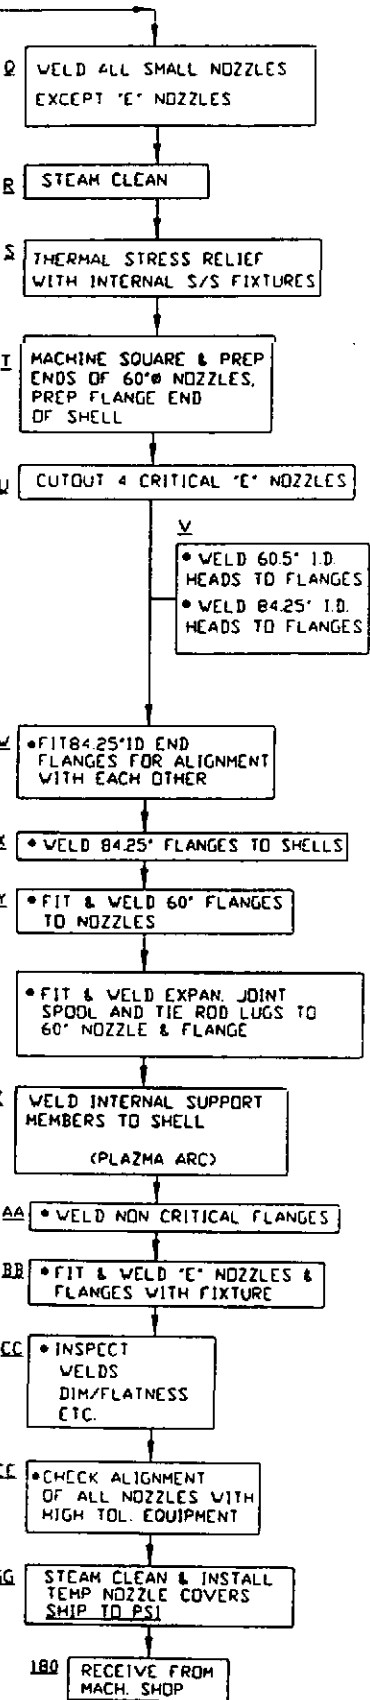 Q
WELD ALL SMALL NOZZLES
EXCEPT "E" NOZZLES
R
STEAM CLEAN
S
THERMAL STRESS RELIEF
WITH INTERNAL S/S FIXTURES
T
MACHINE SQUARE & PREP
ENDS OF 60"ø NOZZLES,
PREP FLANGE END
OF SHELL
U
CUTOUT 4 CRITICAL "E" NOZZLES
V
• WELD 60.5" I.D.
HEADS TO FLANGES
• WELD 84.25" I.D.
HEADS TO FLANGES
W
• FIT84.25"ID END
FLANGES FOR ALIGNMENT
WITH EACH OTHER
X
• WELD 84.25" FLANGES TO SHELLS
Y
• FIT & WELD 60" FLANGES
TO NOZZLES
• FIT & WELD EXPAN. JOINT
SPOOL AND TIE ROD LUGS TO
60" NOZZLE & FLANGE
WELD INTERNAL SUPPORT
MEMBERS TO SHELL
(PLAZMA ARC)
AA
• WELD NON CRITICAL FLANGES
BB
• FIT & WELD "E" NOZZLES &
FLANGES WITH FIXTURE
CC
• INSPECT
WELDS
DIM/FLATNESS
ETC.
EE
• CHECK ALIGNMENT
OF ALL NOZZLES WITH
HIGH TOL. EQUIPMENT
GG
STEAM CLEAN & INSTALL
TEMP NOZZLE COVERS
SHIP TO PSI
180
RECEIVE FROM
MACH. SHOP